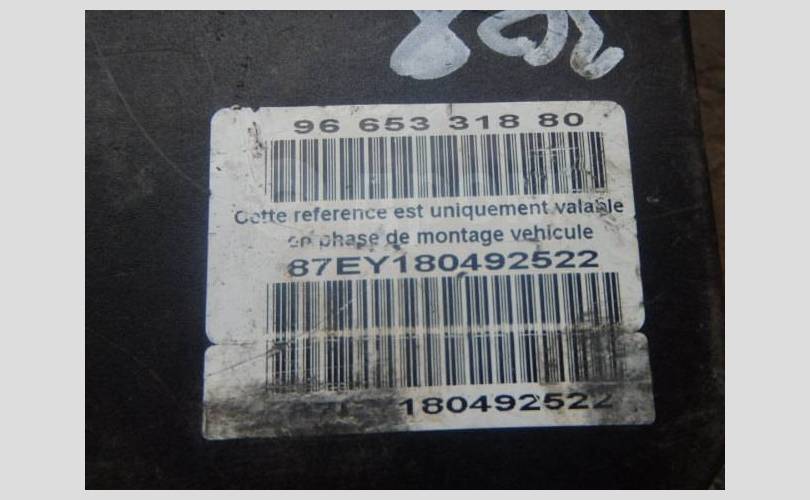 96 653 318 80
Cette reference est uniquement valable
en phase de montage vehicule
87EY180492522
180492522